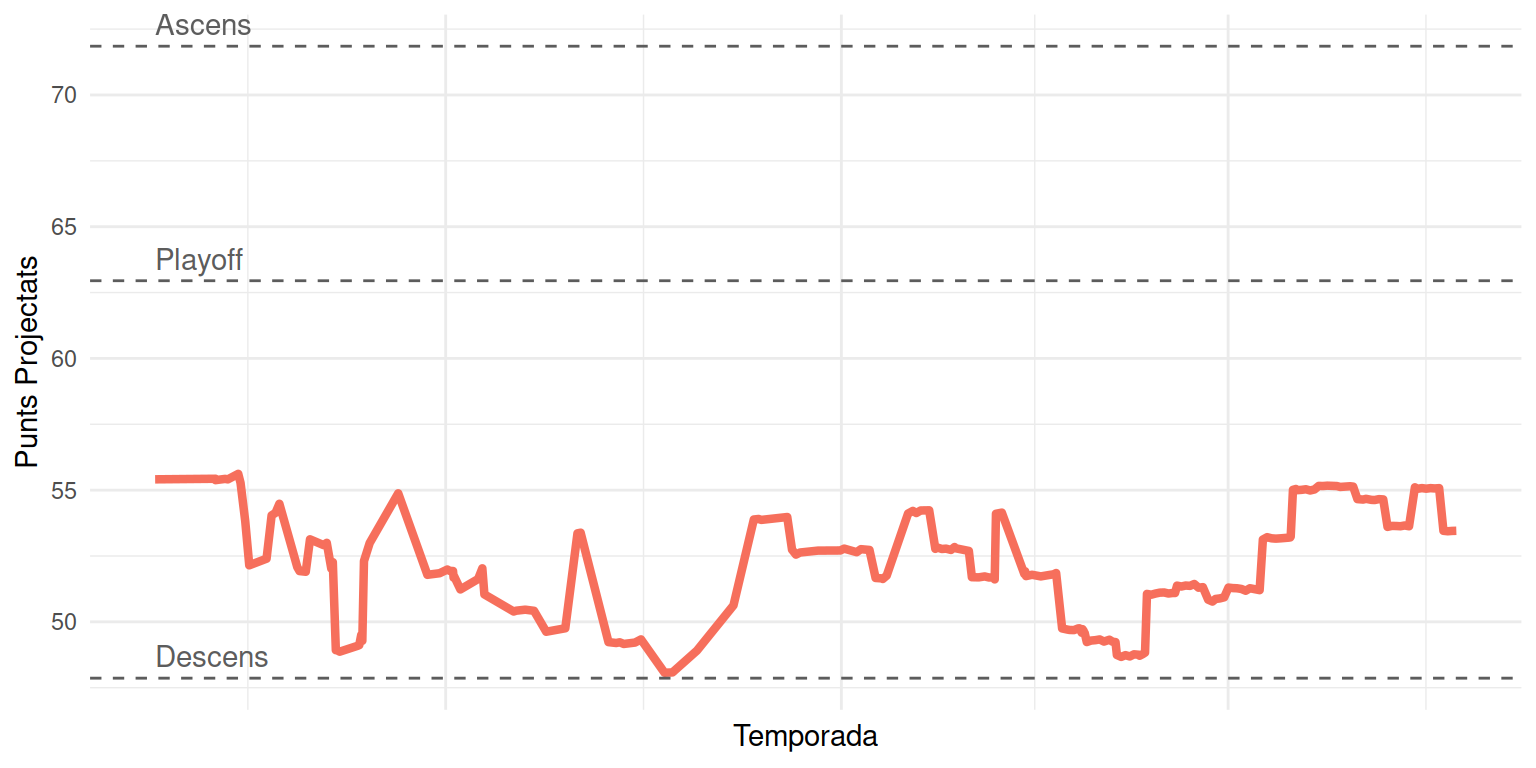 Ascens
70
65
Playoff
60
55
50
Descens
Punts Projectats
Temporada